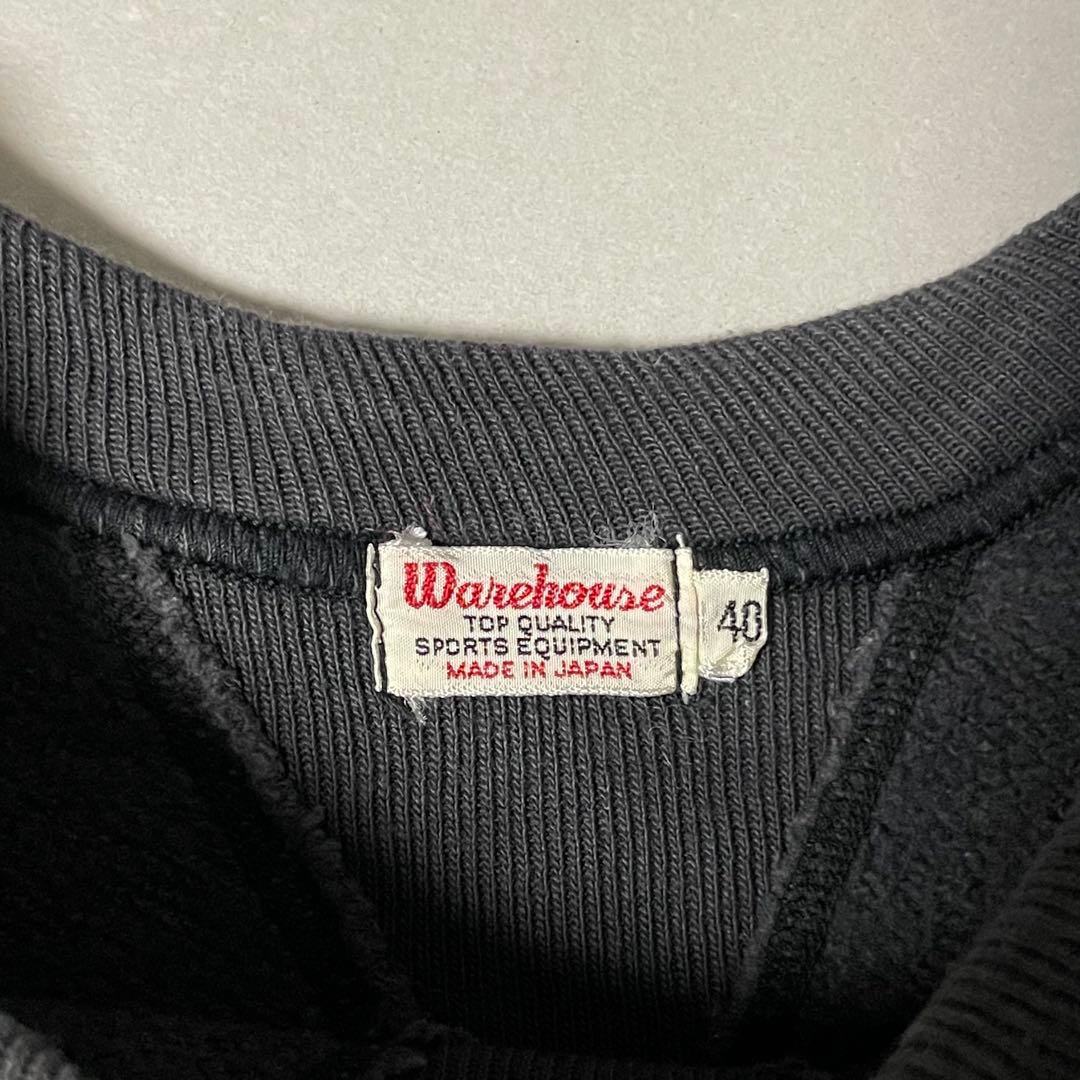 Warehouse
TOP QUALITY
SPORTS EQUIPMENT
MADE IN JAPAN
40